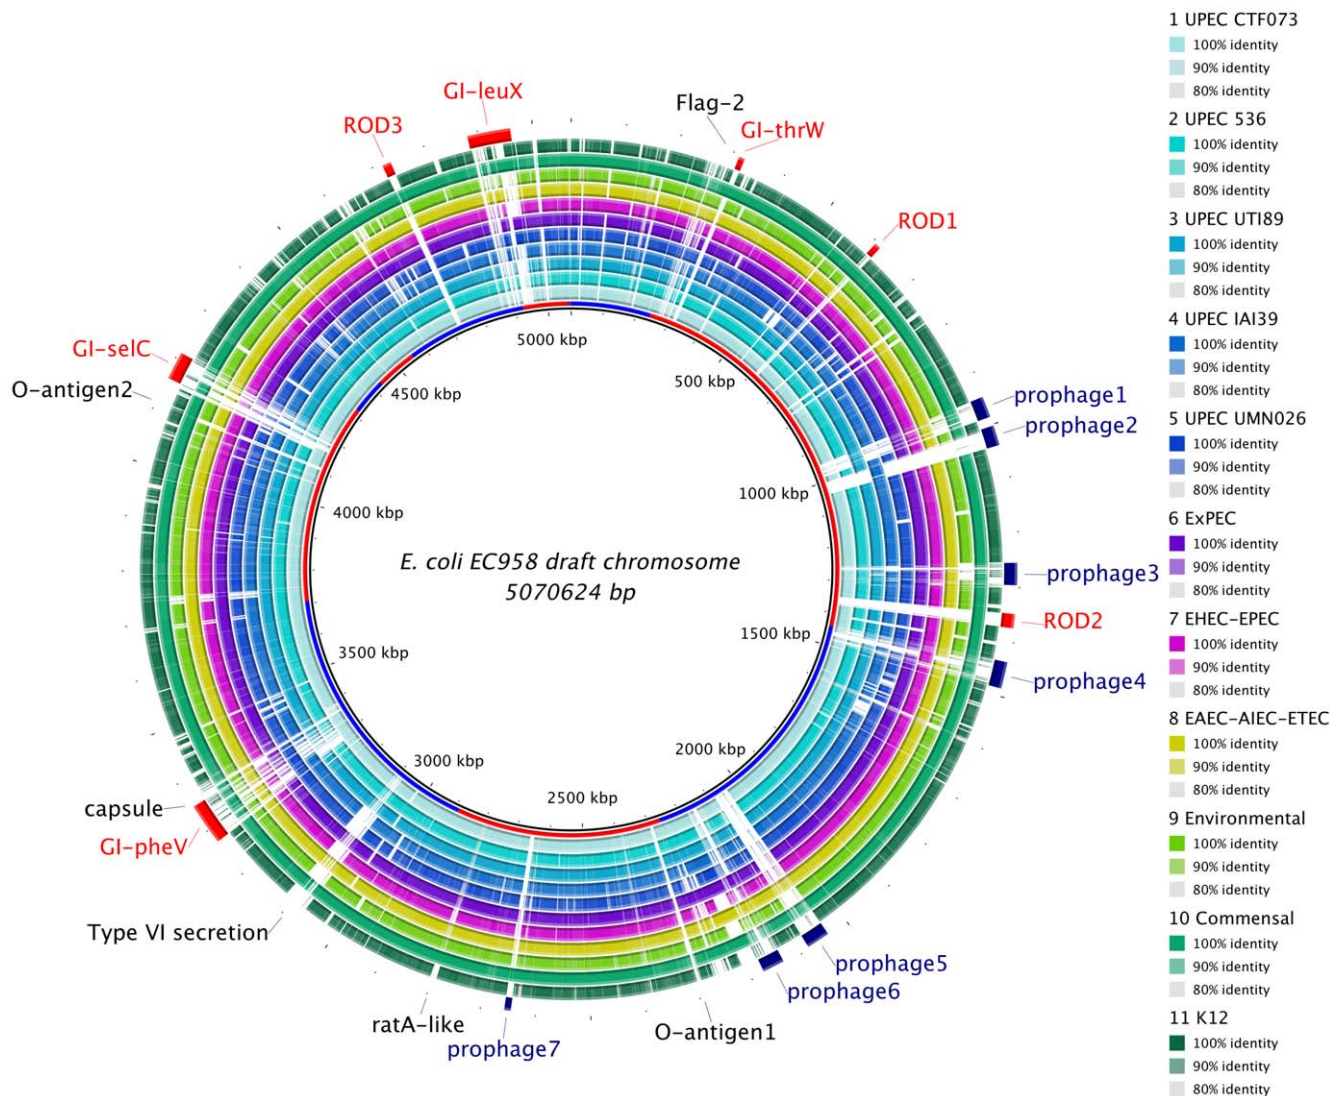 GI-leuX
Flag-2
GI-thrW
ROD3
ROD1
GI-selC
O-antigen2
prophage1
prophage2
prophage3
ROD2
prophage4
prophage5
prophage6
O-antigen1
prophage7
ratA-like
Type VI secretion
GI-pheV
capsule
5000 kbp
500 kbp
1000 kbp
1500 kbp
2000 kbp
2500 kbp
3000 kbp
3500 kbp
4000 kbp
4500 kbp
E. coli EC958 draft chromosome
5070624 bp
1 UPEC CTF073
100% identity
90% identity
80% identity
2 UPEC 536
100% identity
90% identity
80% identity
3 UPEC UTI89
100% identity
90% identity
80% identity
4 UPEC IAI39
100% identity
90% identity
80% identity
5 UPEC UMN026
100% identity
90% identity
80% identity
6 ExPEC
100% identity
90% identity
80% identity
7 EHEC-EPEC
100% identity
90% identity
80% identity
8 EAEC-AIEC-ETEC
100% identity
90% identity
80% identity
9 Environmental
100% identity
90% identity
80% identity
10 Commensal
100% identity
90% identity
80% identity
11 K12
100% identity
90% identity
80% identity